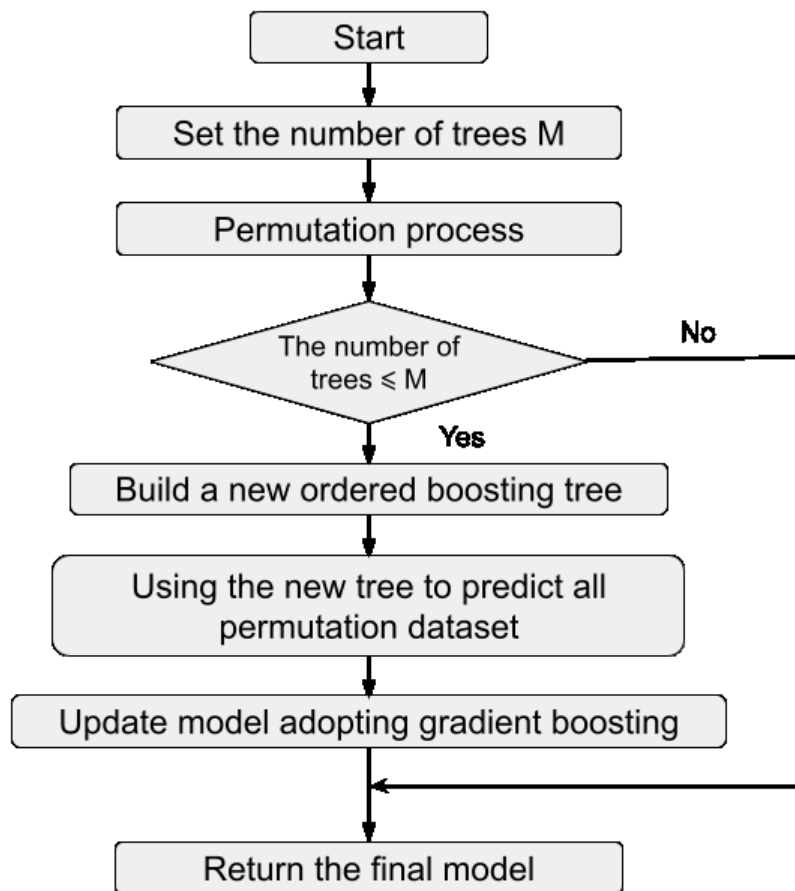 Start
Set the number of trees M
Permutation process
The number of
trees ⩽ M
No
Yes
Build a new ordered boosting tree
Using the new tree to predict all
permutation dataset
Update model adopting gradient boosting
Return the final model